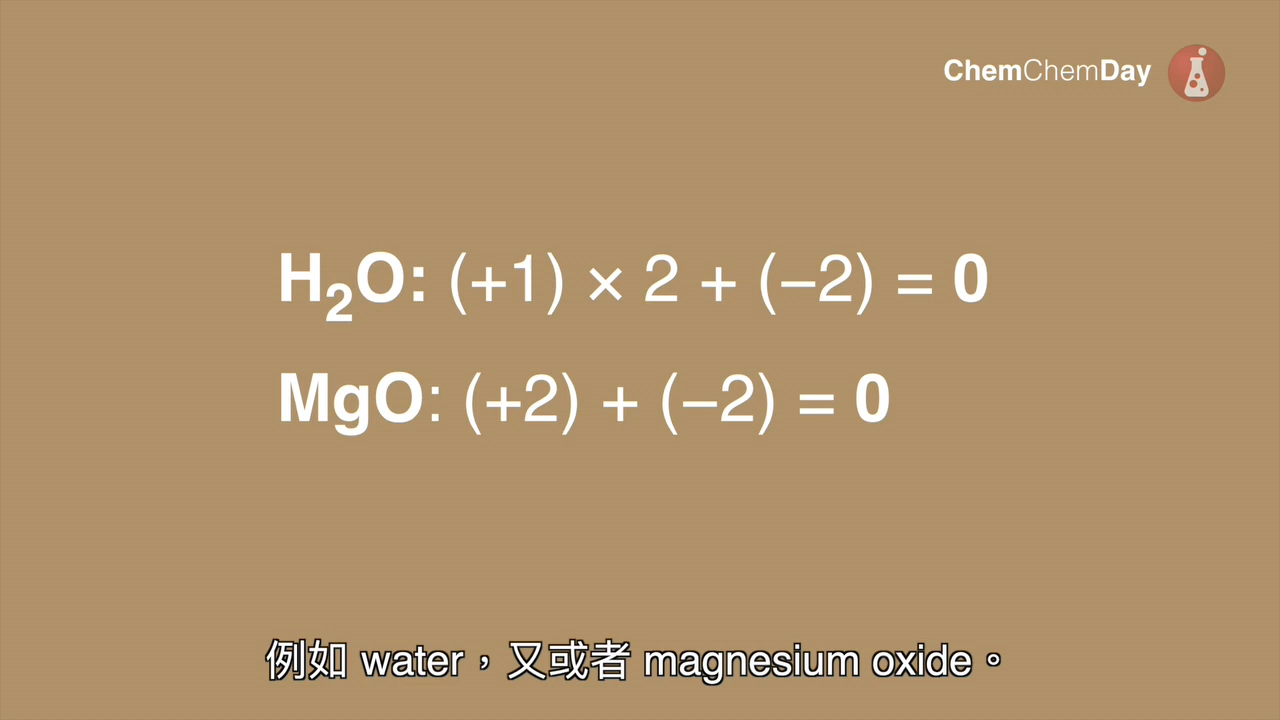 ChemChemDay
H₂O: (+1) × 2 + (−2) = 0
MgO: (+2) + (−2) = 0
例如 water，又或者 magnesium oxide。